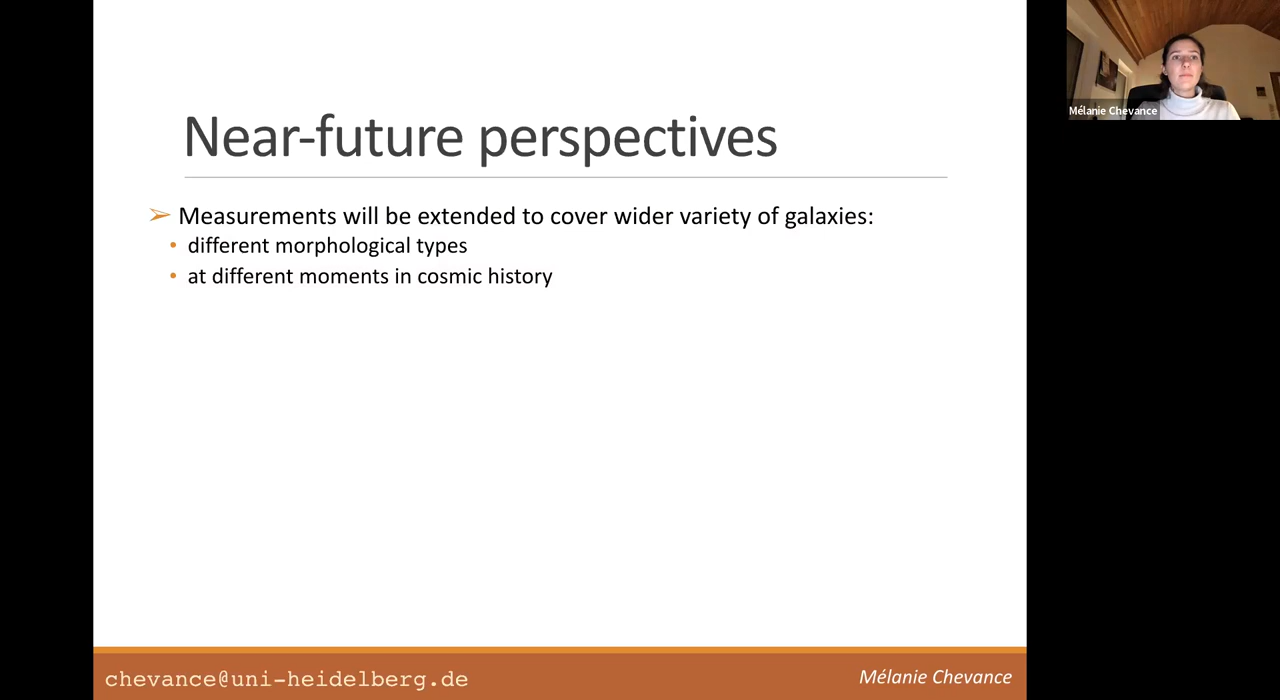 Near-future perspectives
➢ Measurements will be extended to cover wider variety of galaxies:
• different morphological types
• at different moments in cosmic history
chevance@uni-heidelberg.de
Mélanie Chevance
Mélanie Chevance